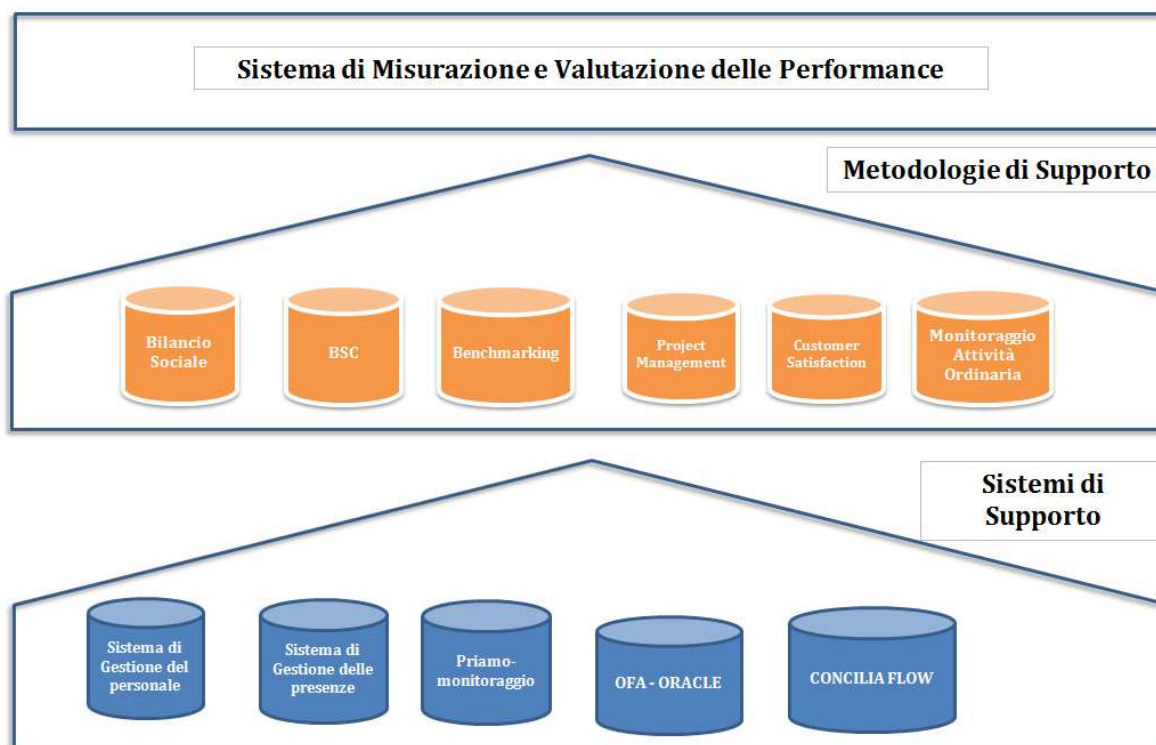 Sistema di Misurazione e Valutazione delle Performance
Metodologie di Supporto
Bilancio
Sociale
BSC
Benchmarking
Project
Management
Customer
Satisfaction
Monitoraggio
Attività
Ordinaria
Sistemi di
Supporto
Sistema di
Gestione del
personale
Sistema di
Gestione delle
presenze
Priamo-
monitoraggio
OFA - ORACLE
CONCILIA FLOW